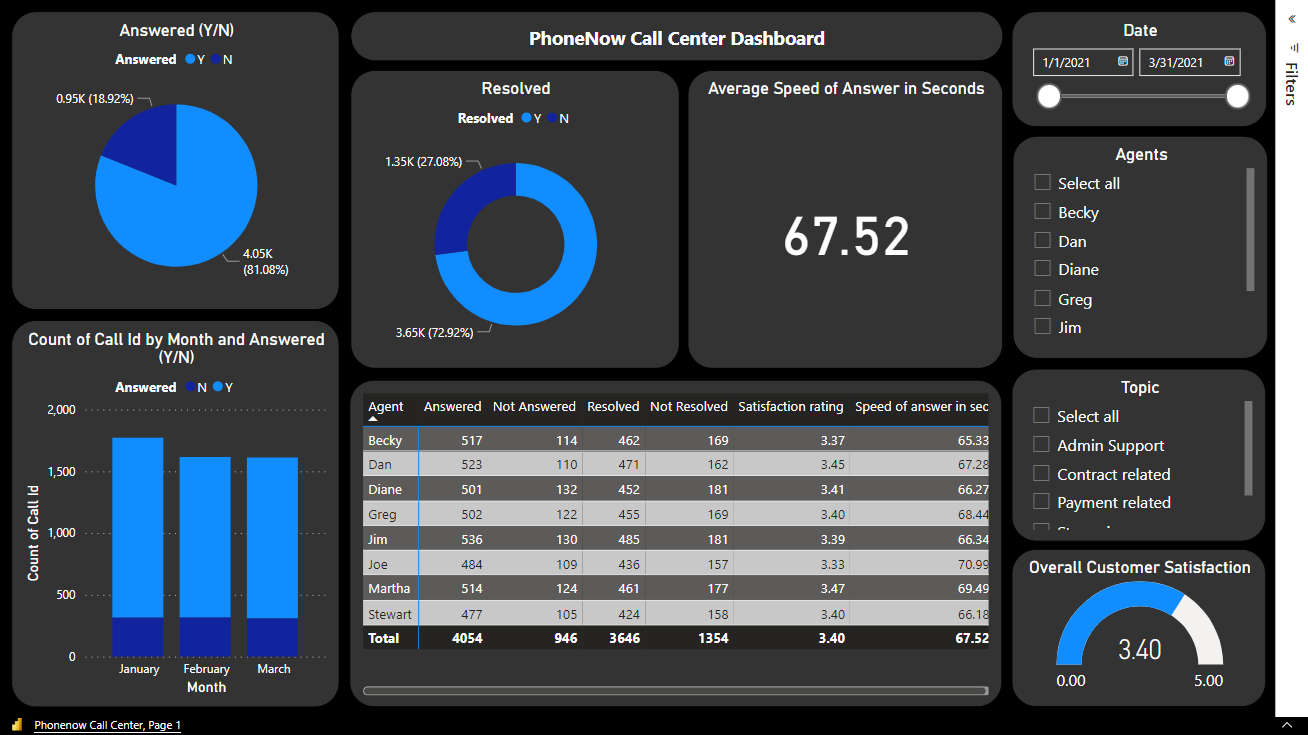 Answered (Y/N)
Answered Y N
0.95K (18.92%)
4.05K
(81.08%)
PhoneNow Call Center Dashboard
Resolved
Resolved Y N
1.35K (27.08%)
3.65K (72.92%)
Average Speed of Answer in Seconds
67.52
Date
1/1/2021 3/31/2021
Agents
Select all
Becky
Dan
Diane
Greg
Jim
Filters
Count of Call Id by Month and Answered
(Y/N)
Answered N Y
Count of Call Id
2,000
1,500
1,000
500
0
January February March
Month
Agent Answered Not Answered Resolved Not Resolved Satisfaction rating Speed of answer in sec
Becky 517 114 462 169 3.37 65.33
Dan 523 110 471 162 3.45 67.28
Diane 501 132 452 181 3.41 66.27
Greg 502 122 455 169 3.40 68.44
Jim 536 130 485 181 3.39 66.34
Joe 484 109 436 157 3.33 70.99
Martha 514 124 461 177 3.47 69.49
Stewart 477 105 424 158 3.40 66.18
Total 4054 946 3646 1354 3.40 67.52
Topic
Select all
Admin Support
Contract related
Payment related
Overall Customer Satisfaction
3.40
0.00 5.00
Phonenow Call Center, Page 1